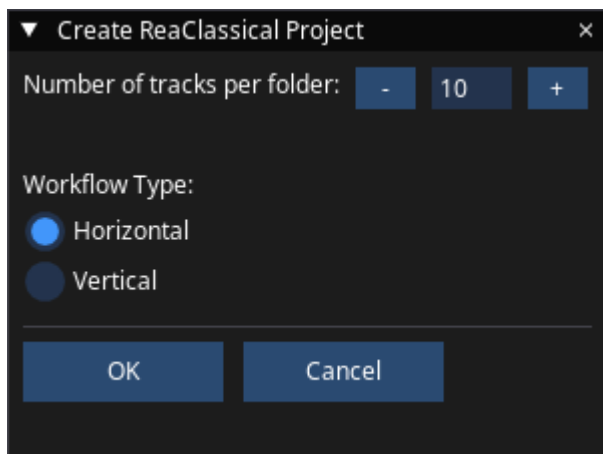 Create ReaClassical Project
Number of tracks per folder: - 10 +
Workflow Type:
Horizontal
Vertical
OK Cancel